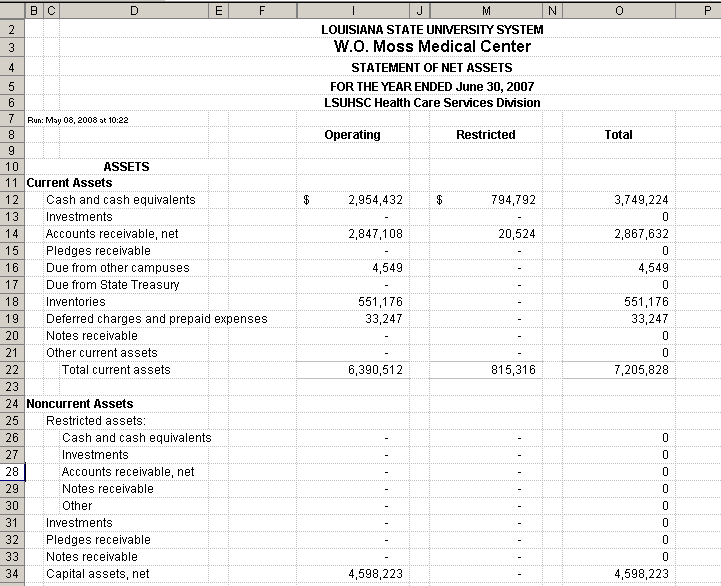 B C D E F I J M N O P
2 LOUISIANA STATE UNIVERSITY SYSTEM
3 W.O. Moss Medical Center
4 STATEMENT OF NET ASSETS
5 FOR THE YEAR ENDED June 30, 2007
6 LSUHSC Health Care Services Division
7 Run: May 08, 2008 at 10:22
8 Operating Restricted Total
9
10 ASSETS
11 Current Assets
12 Cash and cash equivalents $ 2,954,432 $ 794,792 3,749,224
13 Investments - - 0
14 Accounts receivable, net 2,847,108 20,524 2,867,632
15 Pledges receivable - - 0
16 Due from other campuses 4,549 - 4,549
17 Due from State Treasury - - 0
18 Inventories 551,176 - 551,176
19 Deferred charges and prepaid expenses 33,247 - 33,247
20 Notes receivable - - 0
21 Other current assets - - 0
22 Total current assets 6,390,512 815,316 7,205,828
23
24 Noncurrent Assets
25 Restricted assets:
26 Cash and cash equivalents - - 0
27 Investments - - 0
28 Accounts receivable, net - - 0
29 Notes receivable - - 0
30 Other - - 0
31 Investments - - 0
32 Pledges receivable - - 0
33 Notes receivable - - 0
34 Capital assets, net 4,598,223 - 4,598,223